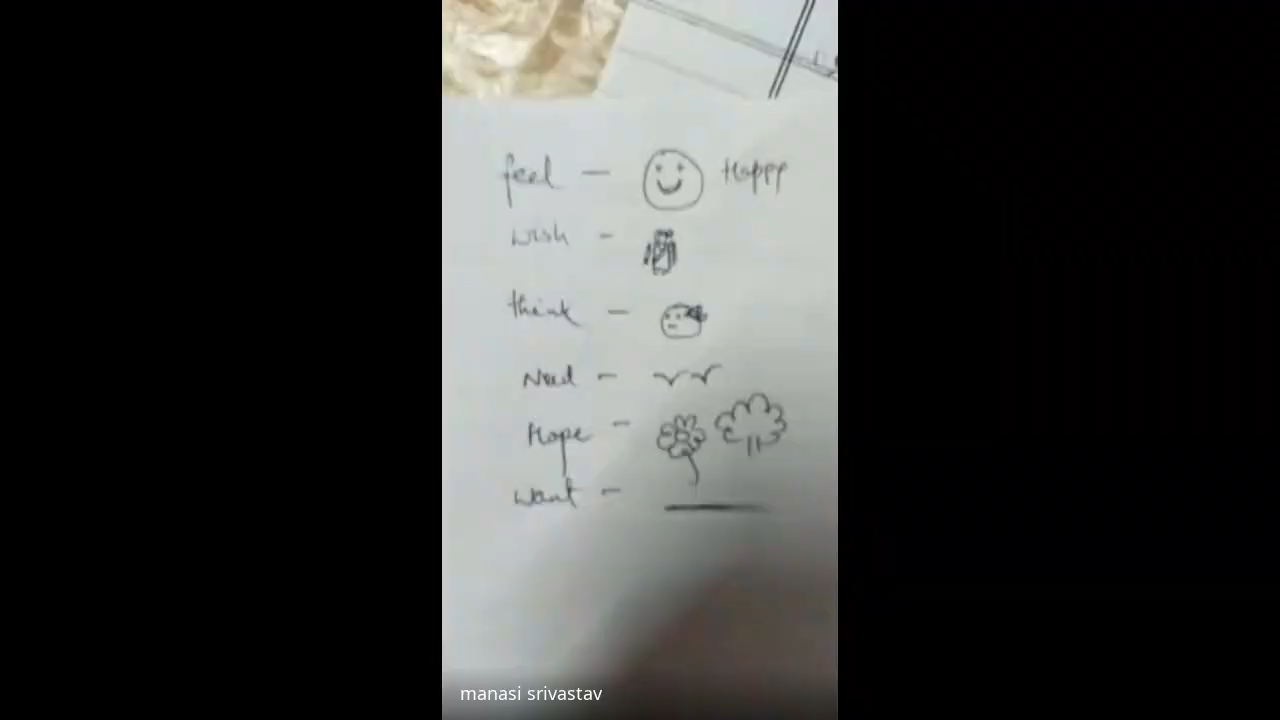 feel — Happy
wish —
think —
Need —
Hope —
want —
manasi srivastav